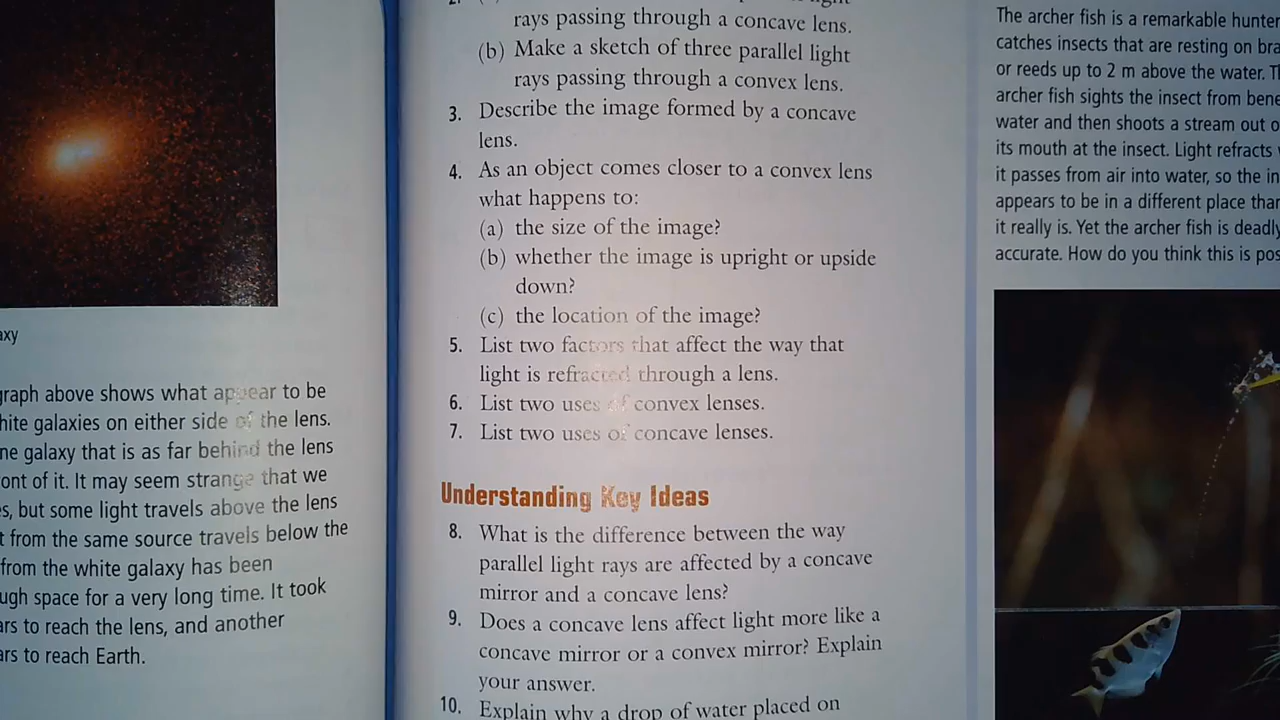 axy
graph above shows what appear to be
hite galaxies on either side of the lens.
ne galaxy that is as far behind the lens
ont of it. It may seem strange that we
s, but some light travels above the lens
t from the same source travels below the
from the white galaxy has been
ugh space for a very long time. It took
ars to reach the lens, and another
ars to reach Earth.
rays passing through a concave lens.
(b) Make a sketch of three parallel light
rays passing through a convex lens.
3. Describe the image formed by a concave
lens.
4. As an object comes closer to a convex lens
what happens to:
(a) the size of the image?
(b) whether the image is upright or upside
down?
(c) the location of the image?
5. List two factors that affect the way that
light is refracted through a lens.
6. List two uses of convex lenses.
7. List two uses of concave lenses.
Understanding Key Ideas
8. What is the difference between the way
parallel light rays are affected by a concave
mirror and a concave lens?
9. Does a concave lens affect light more like a
concave mirror or a convex mirror? Explain
your answer.
10. Explain why a drop of water placed on
The archer fish is a remarkable hunter
catches insects that are resting on bra
or reeds up to 2 m above the water. T
archer fish sights the insect from bene
water and then shoots a stream out o
its mouth at the insect. Light refracts
it passes from air into water, so the in
appears to be in a different place than
it really is. Yet the archer fish is deadly
accurate. How do you think this is pos